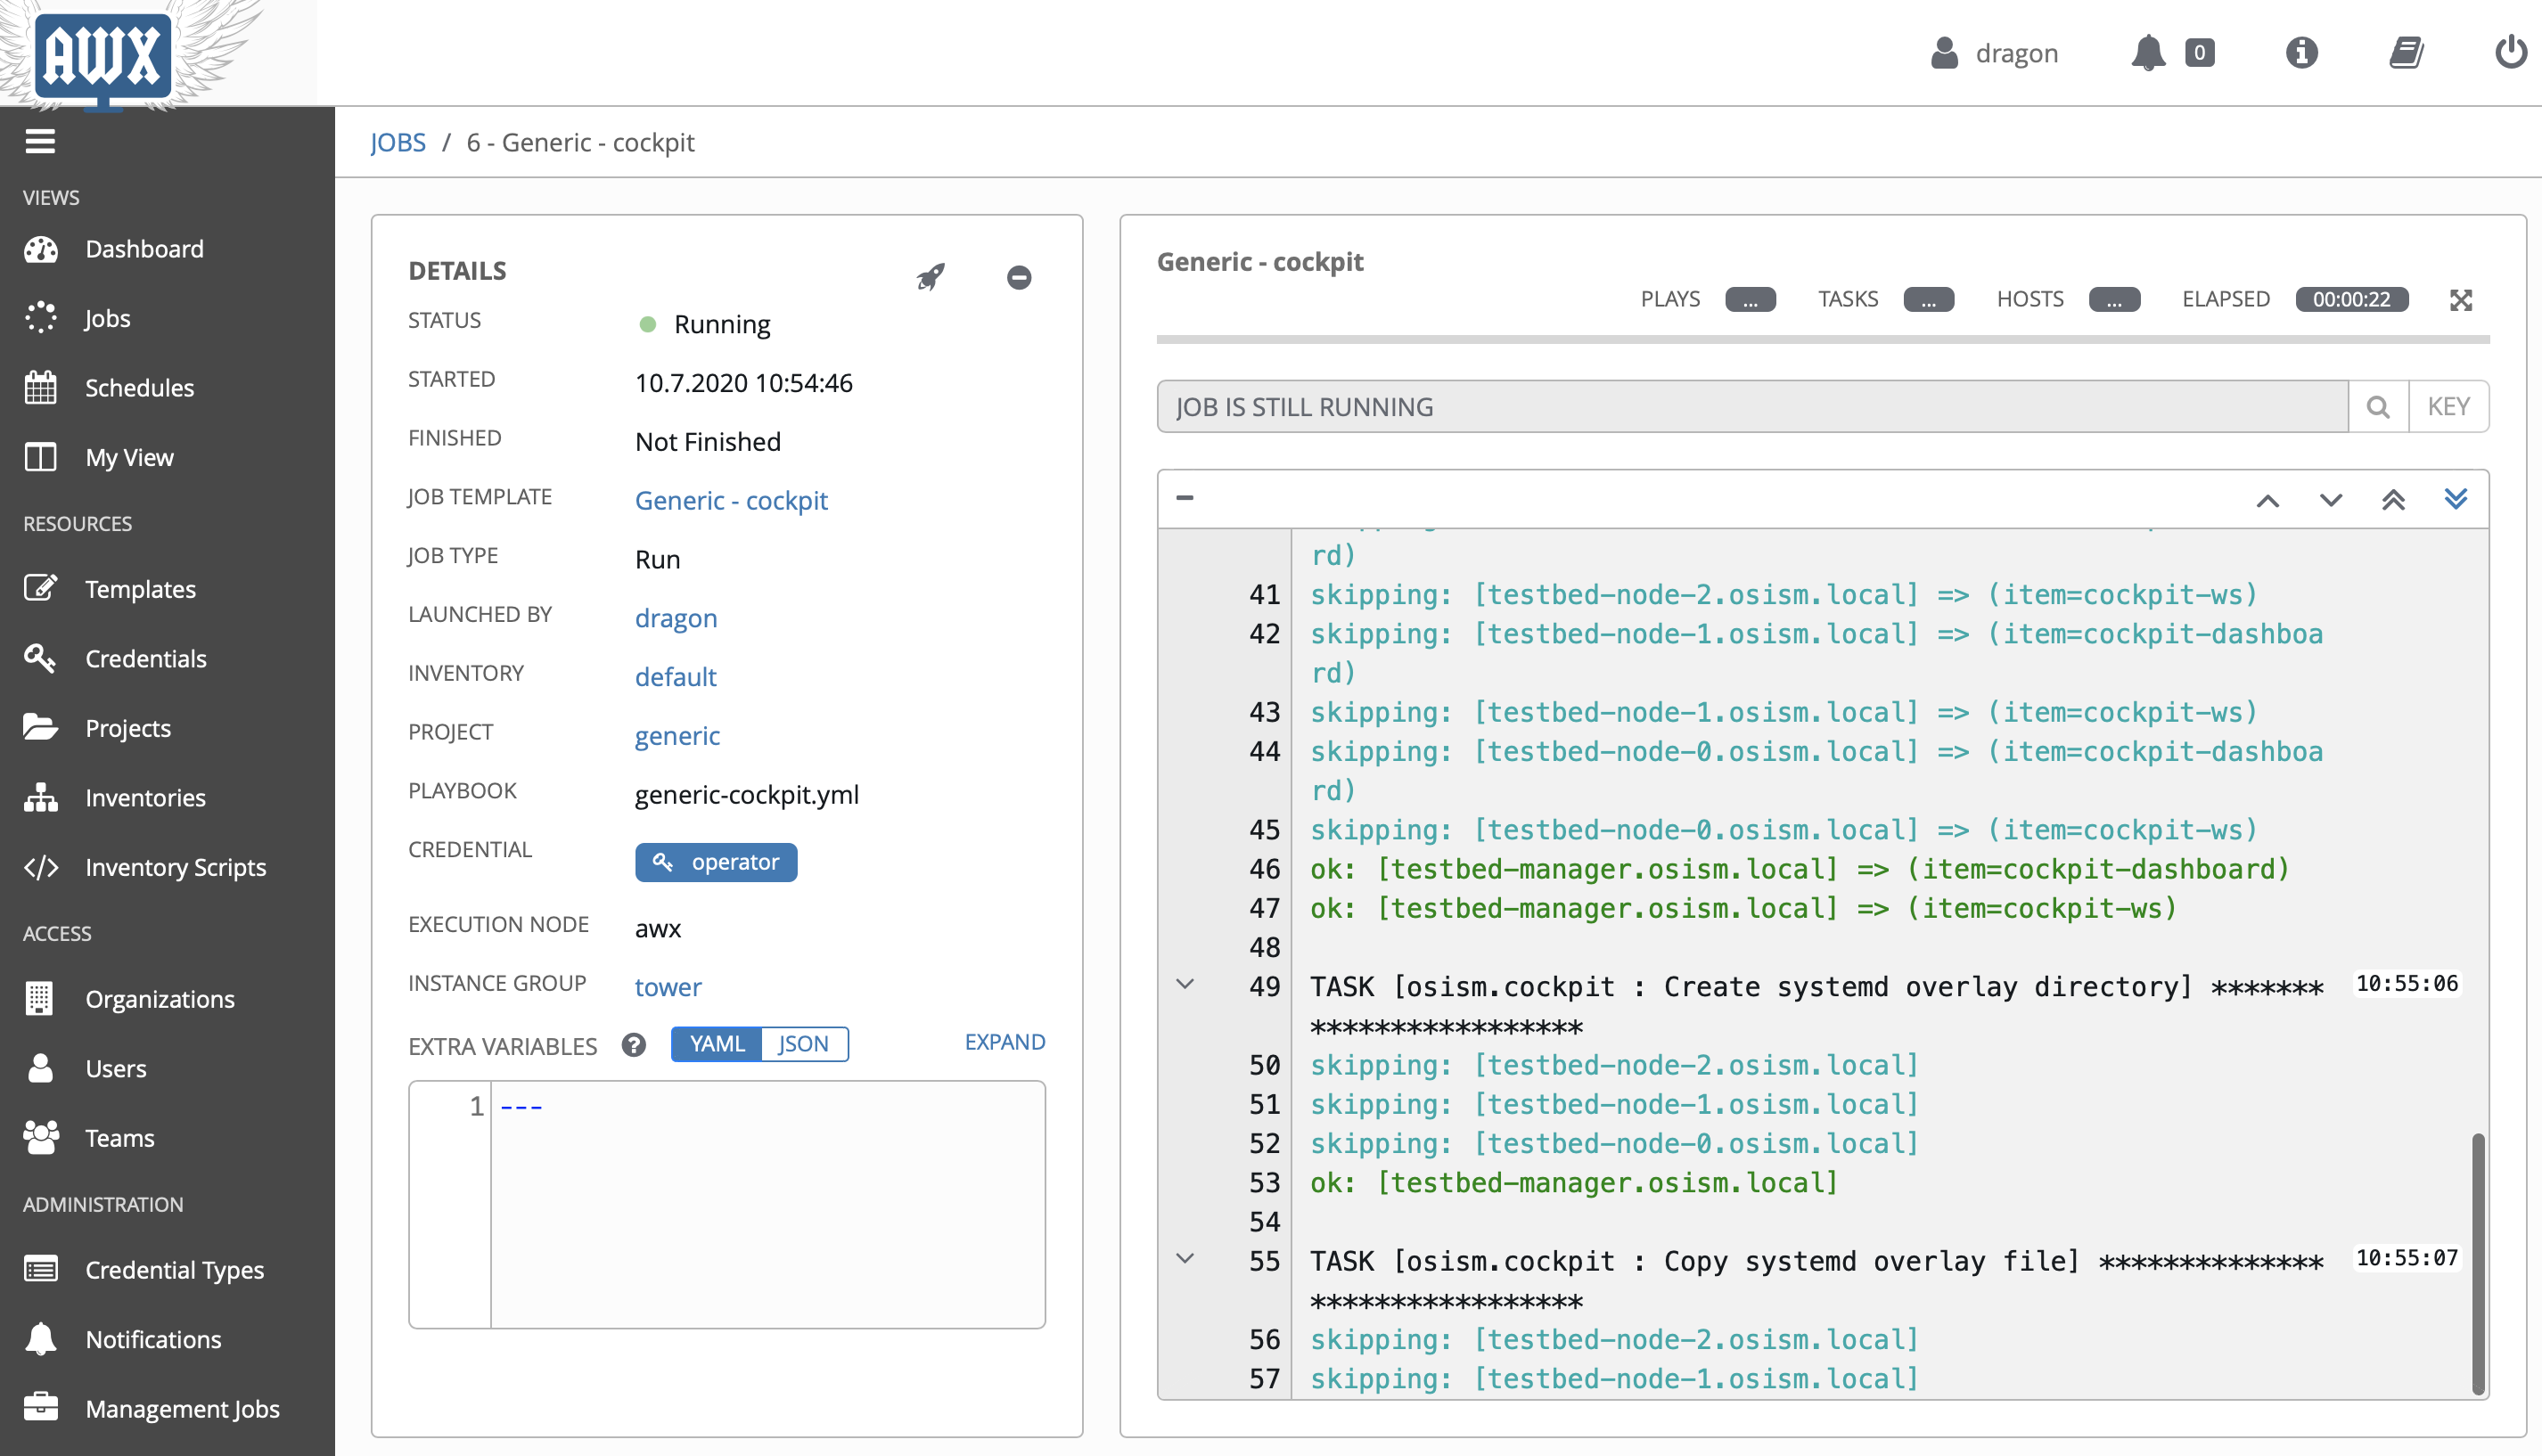 AWX
dragon
0
VIEWS
Dashboard
Jobs
Schedules
My View
RESOURCES
Templates
Credentials
Projects
Inventories
Inventory Scripts
ACCESS
Organizations
Users
Teams
ADMINISTRATION
Credential Types
Notifications
Management Jobs
JOBS / 6 - Generic - cockpit
DETAILS
STATUS Running
STARTED 10.7.2020 10:54:46
FINISHED Not Finished
JOB TEMPLATE Generic - cockpit
JOB TYPE Run
LAUNCHED BY dragon
INVENTORY default
PROJECT generic
PLAYBOOK generic-cockpit.yml
CREDENTIAL operator
EXECUTION NODE awx
INSTANCE GROUP tower
EXTRA VARIABLES YAML JSON EXPAND
1 ---
Generic - cockpit
PLAYS ... TASKS ... HOSTS ... ELAPSED 00:00:22
JOB IS STILL RUNNING KEY
rd)
41 skipping: [testbed-node-2.osism.local] => (item=cockpit-ws)
42 skipping: [testbed-node-1.osism.local] => (item=cockpit-dashboa
rd)
43 skipping: [testbed-node-1.osism.local] => (item=cockpit-ws)
44 skipping: [testbed-node-0.osism.local] => (item=cockpit-dashboa
rd)
45 skipping: [testbed-node-0.osism.local] => (item=cockpit-ws)
46 ok: [testbed-manager.osism.local] => (item=cockpit-dashboard)
47 ok: [testbed-manager.osism.local] => (item=cockpit-ws)
48
49 TASK [osism.cockpit : Create systemd overlay directory] ******* 10:55:06
*****************
50 skipping: [testbed-node-2.osism.local]
51 skipping: [testbed-node-1.osism.local]
52 skipping: [testbed-node-0.osism.local]
53 ok: [testbed-manager.osism.local]
54
55 TASK [osism.cockpit : Copy systemd overlay file] ************** 10:55:07
*****************
56 skipping: [testbed-node-2.osism.local]
57 skipping: [testbed-node-1.osism.local]